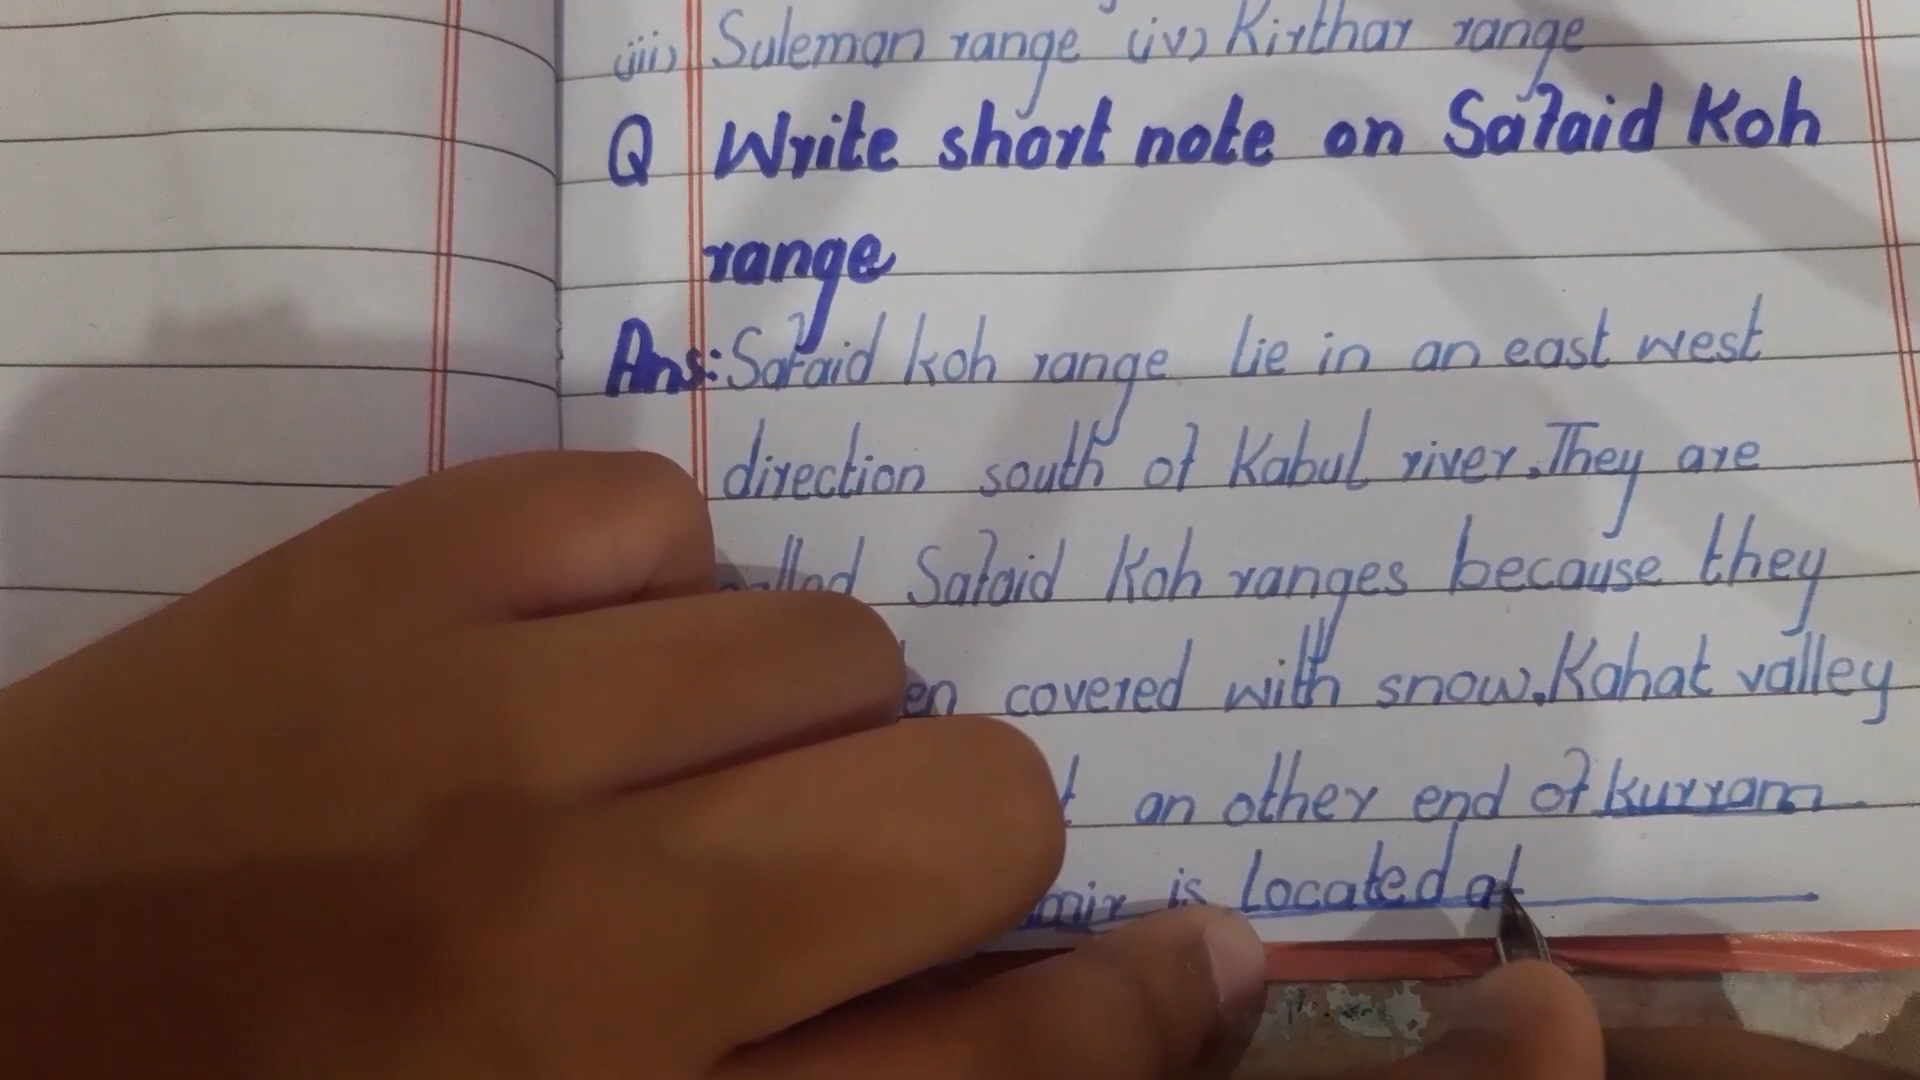 iii) Suleman range iv) Kirthar range
Q Write short note on Safaid Koh
range
Ans: Safaid koh range lie in an east west
direction south of Kabul river. They are
called Safaid Koh ranges because they
covered with snow. Kohat valley
an other end of kurram
is located at